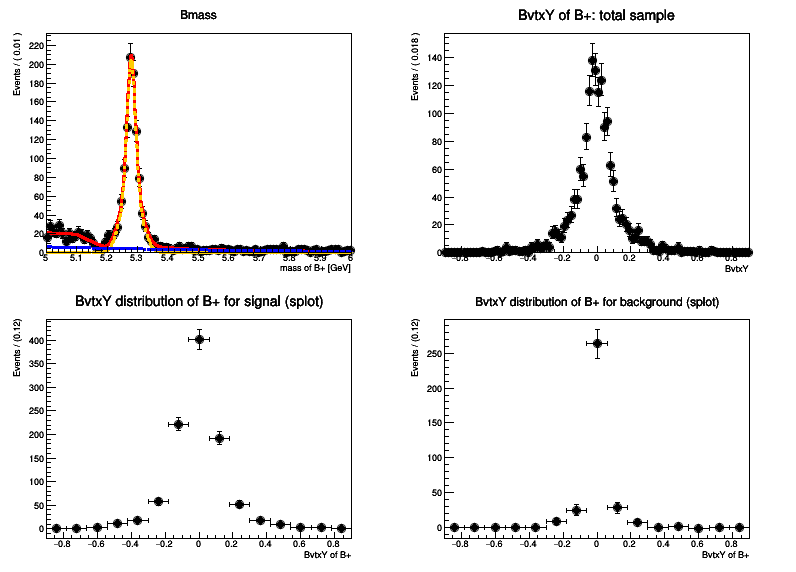 Bmass
Events / ( 0.01 )
220
200
180
160
140
120
100
80
60
40
20
0
5 5.1 5.2 5.3 5.4 5.5 5.6 5.7 5.8 5.9 6
mass of B+ [GeV]
BvtxY of B+: total sample
Events / ( 0.018 )
140
120
100
80
60
40
20
0
−0.8 −0.6 −0.4 −0.2 0 0.2 0.4 0.6 0.8
BvtxY
BvtxY distribution of B+ for signal (splot)
Events / (0.12)
400
350
300
250
200
150
100
50
0
−0.8 −0.6 −0.4 −0.2 0 0.2 0.4 0.6 0.8
BvtxY of B+
BvtxY distribution of B+ for background (splot)
Events / (0.12)
250
200
150
100
50
0
−0.8 −0.6 −0.4 −0.2 0 0.2 0.4 0.6 0.8
BvtxY of B+